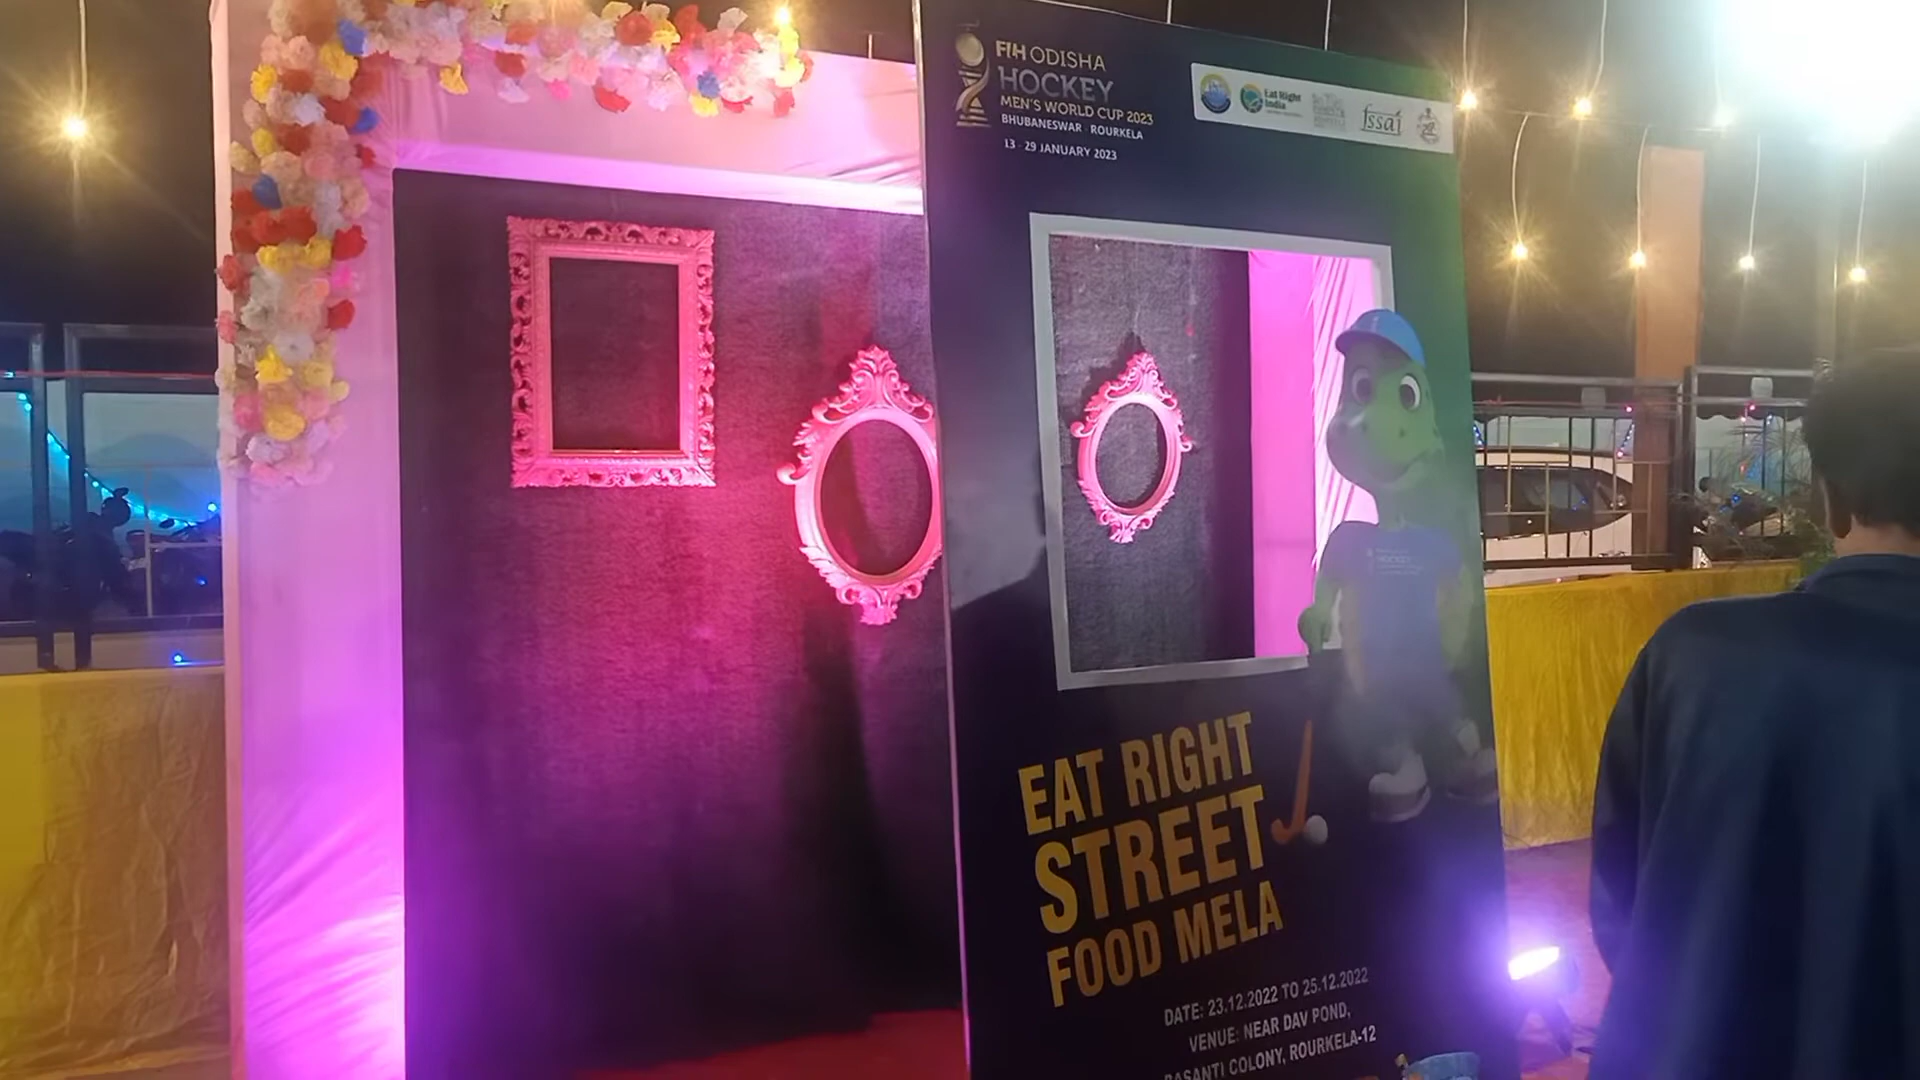 FIH ODISHA
HOCKEY
MEN'S WORLD CUP 2023
BHUBANESWAR · ROURKELA
13 - 29 JANUARY 2023
Eat Right
India
fssai
HOCKEY
EAT RIGHT
STREET
FOOD MELA
DATE: 23.12.2022 TO 25.12.2022
VENUE: NEAR DAV POND,
BASANTI COLONY, ROURKELA-12